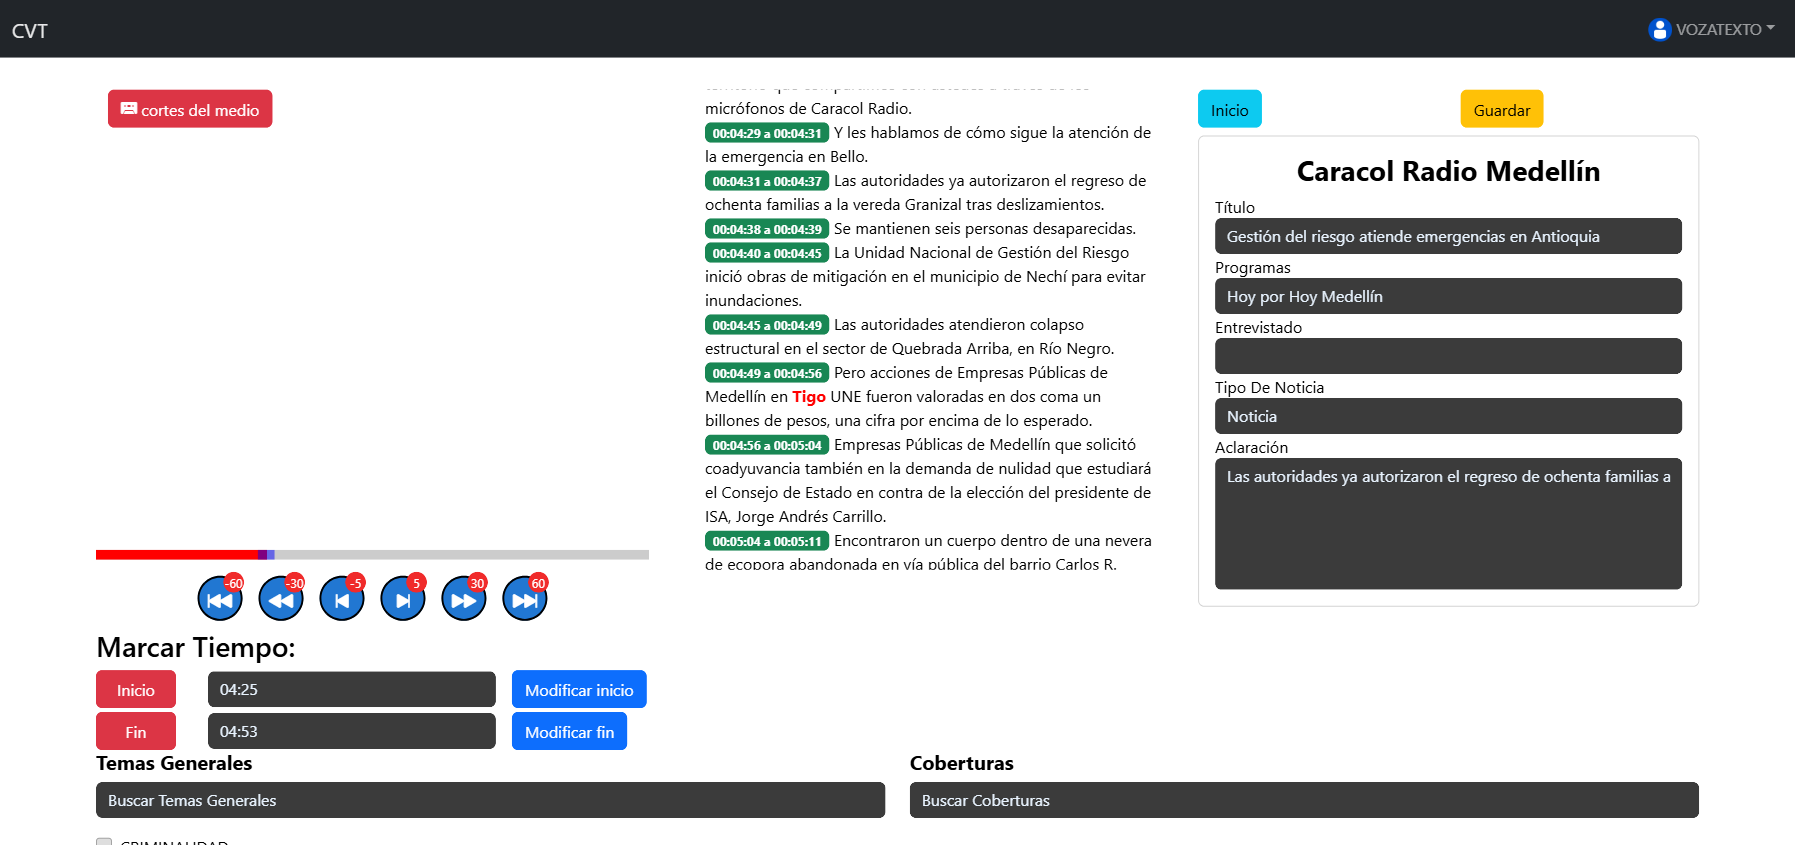 CVT
VOZATEXTO
cortes del medio
micrófonos de Caracol Radio.
00:04:29 a 00:04:31 Y les hablamos de cómo sigue la atención de
la emergencia en Bello.
00:04:31 a 00:04:37 Las autoridades ya autorizaron el regreso de
ochenta familias a la vereda Granizal tras deslizamientos.
00:04:38 a 00:04:39 Se mantienen seis personas desaparecidas.
00:04:40 a 00:04:45 La Unidad Nacional de Gestión del Riesgo
inició obras de mitigación en el municipio de Nechí para evitar
inundaciones.
00:04:45 a 00:04:49 Las autoridades atendieron colapso
estructural en el sector de Quebrada Arriba, en Río Negro.
00:04:49 a 00:04:56 Pero acciones de Empresas Públicas de
Medellín en Tigo UNE fueron valoradas en dos coma un
billones de pesos, una cifra por encima de lo esperado.
00:04:56 a 00:05:04 Empresas Públicas de Medellín que solicitó
coadyuvancia también en la demanda de nulidad que estudiará
el Consejo de Estado en contra de la elección del presidente de
ISA, Jorge Andrés Carrillo.
00:05:04 a 00:05:11 Encontraron un cuerpo dentro de una nevera
de ecopora abandonada en vía pública del barrio Carlos R.
Inicio
Guardar
Caracol Radio Medellín
Título
Gestión del riesgo atiende emergencias en Antioquia
Programas
Hoy por Hoy Medellín
Entrevistado
Tipo De Noticia
Noticia
Aclaración
Las autoridades ya autorizaron el regreso de ochenta familias a
-60
-30
-5
5
30
60
Marcar Tiempo:
Inicio
04:25
Modificar inicio
Fin
04:53
Modificar fin
Temas Generales
Buscar Temas Generales
Coberturas
Buscar Coberturas
CRIMINALIDAD